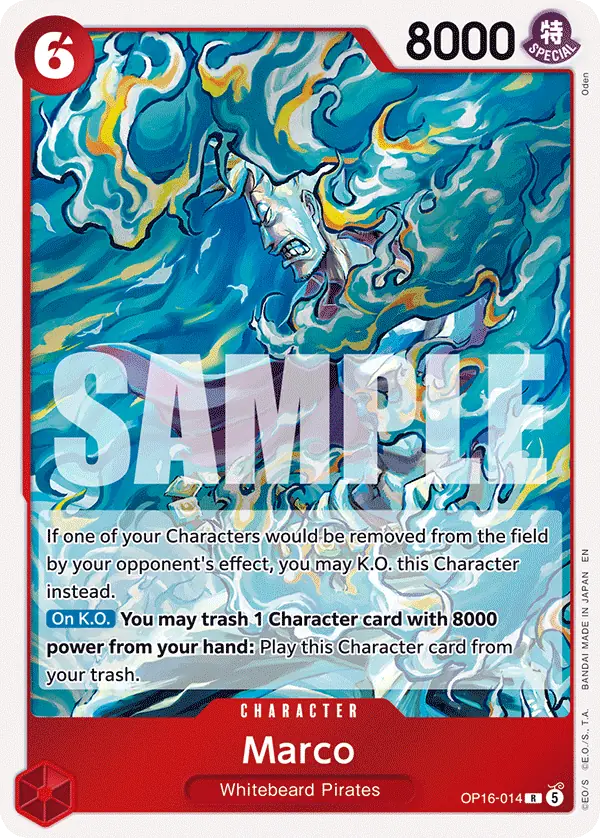 6
8000
特
SPECIAL
Oden
SAMPLE
If one of your Characters would be removed from the field
by your opponent's effect, you may K.O. this Character
instead.
On K.O. You may trash 1 Character card with 8000
power from your hand: Play this Character card from
your trash.
CHARACTER
Marco
Whitebeard Pirates
OP16-014 R 5
©EO/S ©E.O./S., T.A. BANDAI MADE IN JAPAN EN